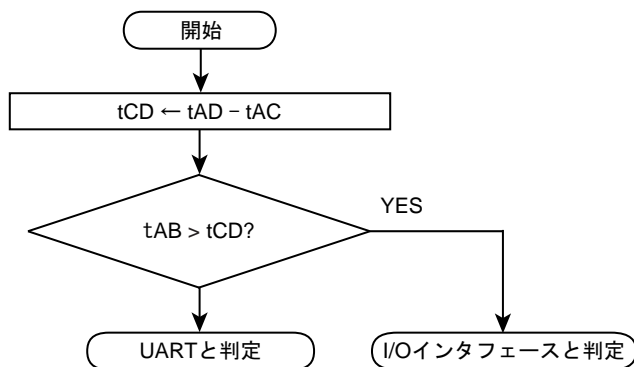 開始
tCD ← tAD − tAC
tAB > tCD?
YES
UARTと判定
I/Oインタフェースと判定